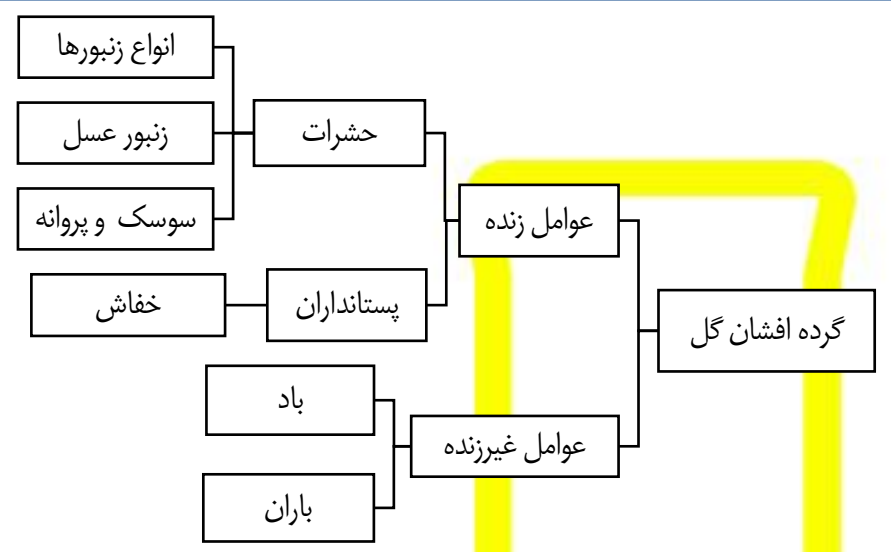 گرده افشان گل
عوامل زنده
حشرات
انواع زنبورها
زنبور عسل
سوسک و پروانه
پستانداران
خفاش
عوامل غیرزنده
باد
باران